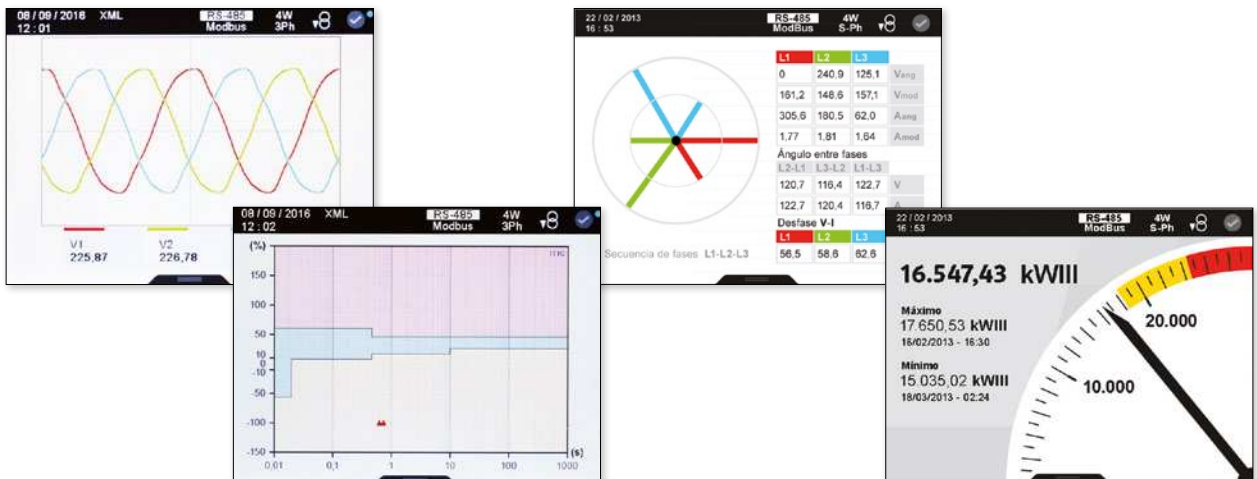 08 / 09 / 2016 XML RS-485 4W
12 : 01 Modbus 3Ph
V1 V2
225,87 226,78
08 / 09 / 2016 XML RS-485 4W
12 : 02 Modbus 3Ph
(%)
150
100
50
10
0
-10
-50
-100
-150
(s)
0,01 0,1 1 10 100 1000
22 / 02 / 2013 RS-485 4W
16 : 53 ModBus S-Ph
L1 L2 L3
0 240,9 125,1 Vang
161,2 148,6 157,1 Vmod
305,6 180,5 62,0 Aang
1,77 1,81 1,64 Amod
Ángulo entre fases
L2-L1 L3-L2 L1-L3
120,7 116,4 122,7 V
122,7 120,4 116,7 A
Desfase V-I
L1 L2 L3
56,5 58,6 62,6
Secuencia de fases L1-L2-L3
22 / 02 / 2013 RS-485 4W
16 : 53 ModBus S-Ph
16.547,43 kWIII
Máximo
17.650,53 kWIII
16/02/2013 - 16:30
Mínimo
15.035,02 kWIII
18/03/2013 - 02:24
20.000
10.000